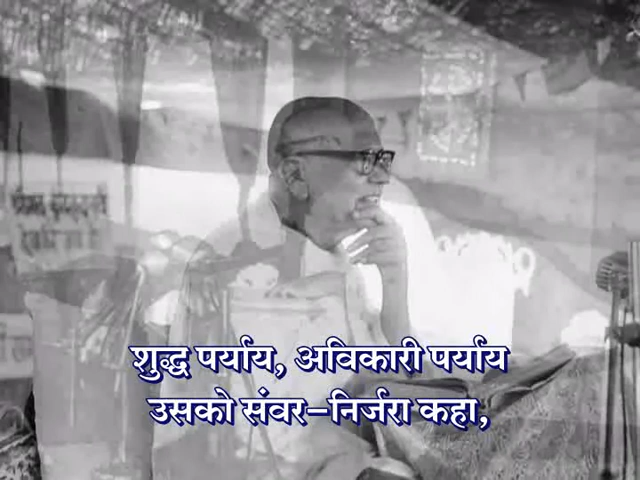 शुद्ध पर्याय, अविकारी पर्याय
उसको संवर-निर्जरा कहा,